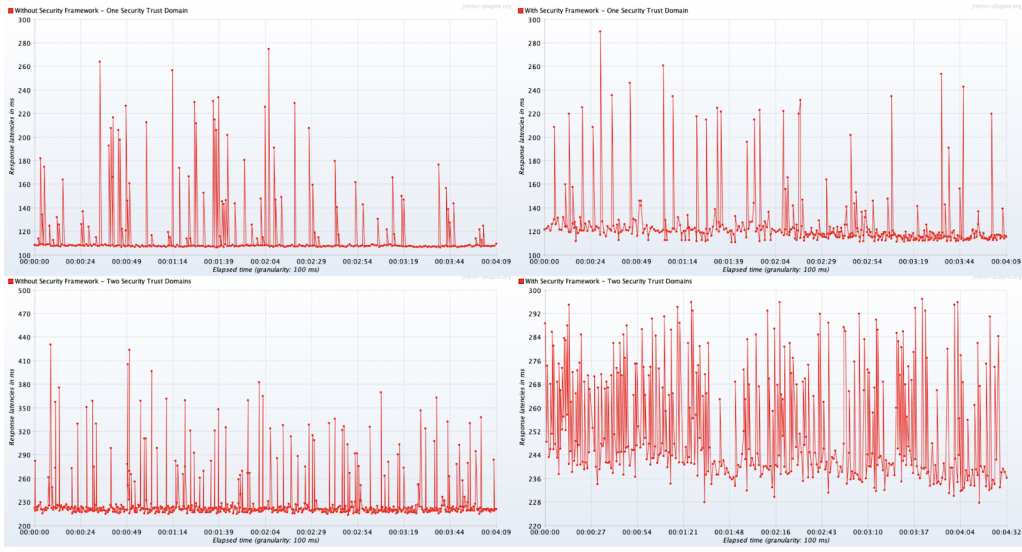 jmeter-plugins.org
Without Security Framework – One Security Trust Domain
300
280
260
240
220
200
180
160
140
120
100
Response latencies in ms
00:00:00 00:00:24 00:00:49 00:01:14 00:01:39 00:02:04 00:02:29 00:02:54 00:03:19 00:03:44 00:04:09
Elapsed time (granularity: 100 ms)
jmeter-plugins.org
With Security Framework – One Security Trust Domain
300
280
260
240
220
200
180
160
140
120
100
Response latencies in ms
00:00:00 00:00:24 00:00:49 00:01:14 00:01:39 00:02:04 00:02:29 00:02:54 00:03:19 00:03:44 00:04:09
Elapsed time (granularity: 100 ms)
jmeter-plugins.org
Without Security Framework – Two Security Trust Domains
500
470
440
410
380
350
320
290
260
230
200
Response latencies in ms
00:00:00 00:00:24 00:00:49 00:01:14 00:01:39 00:02:04 00:02:29 00:02:54 00:03:19 00:03:44 00:04:09
Elapsed time (granularity: 100 ms)
jmeter-plugins.org
With Security Framework – Two Security Trust Domains
300
292
284
276
268
260
252
244
236
228
220
Response latencies in ms
00:00:00 00:00:27 00:00:54 00:01:21 00:01:48 00:02:16 00:02:43 00:03:10 00:03:37 00:04:04 00:04:32
Elapsed time (granularity: 100 ms)